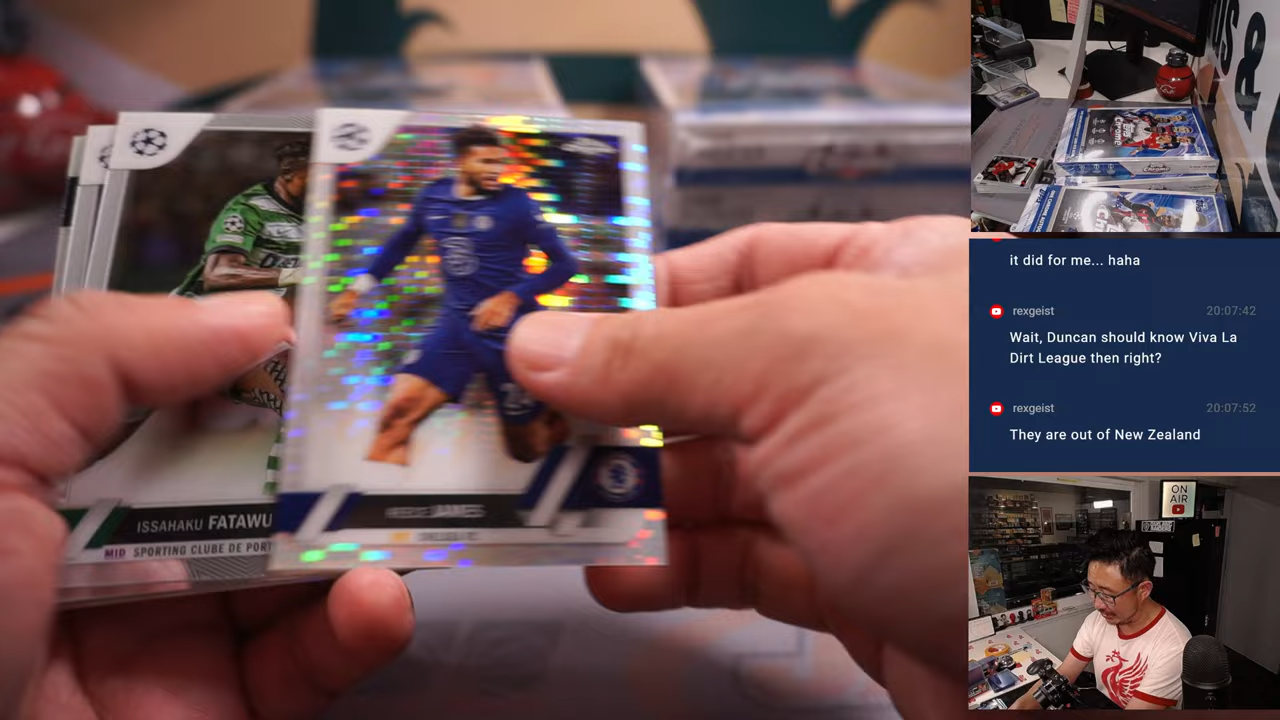 ISSAHAKU FATAWU
MID SPORTING CLUBE DE PORT
JAMES
US &
it did for me... haha
rexgeist 20:07:42
Wait, Duncan should know Viva La
Dirt League then right?
rexgeist 20:07:52
They are out of New Zealand
ON
AIR